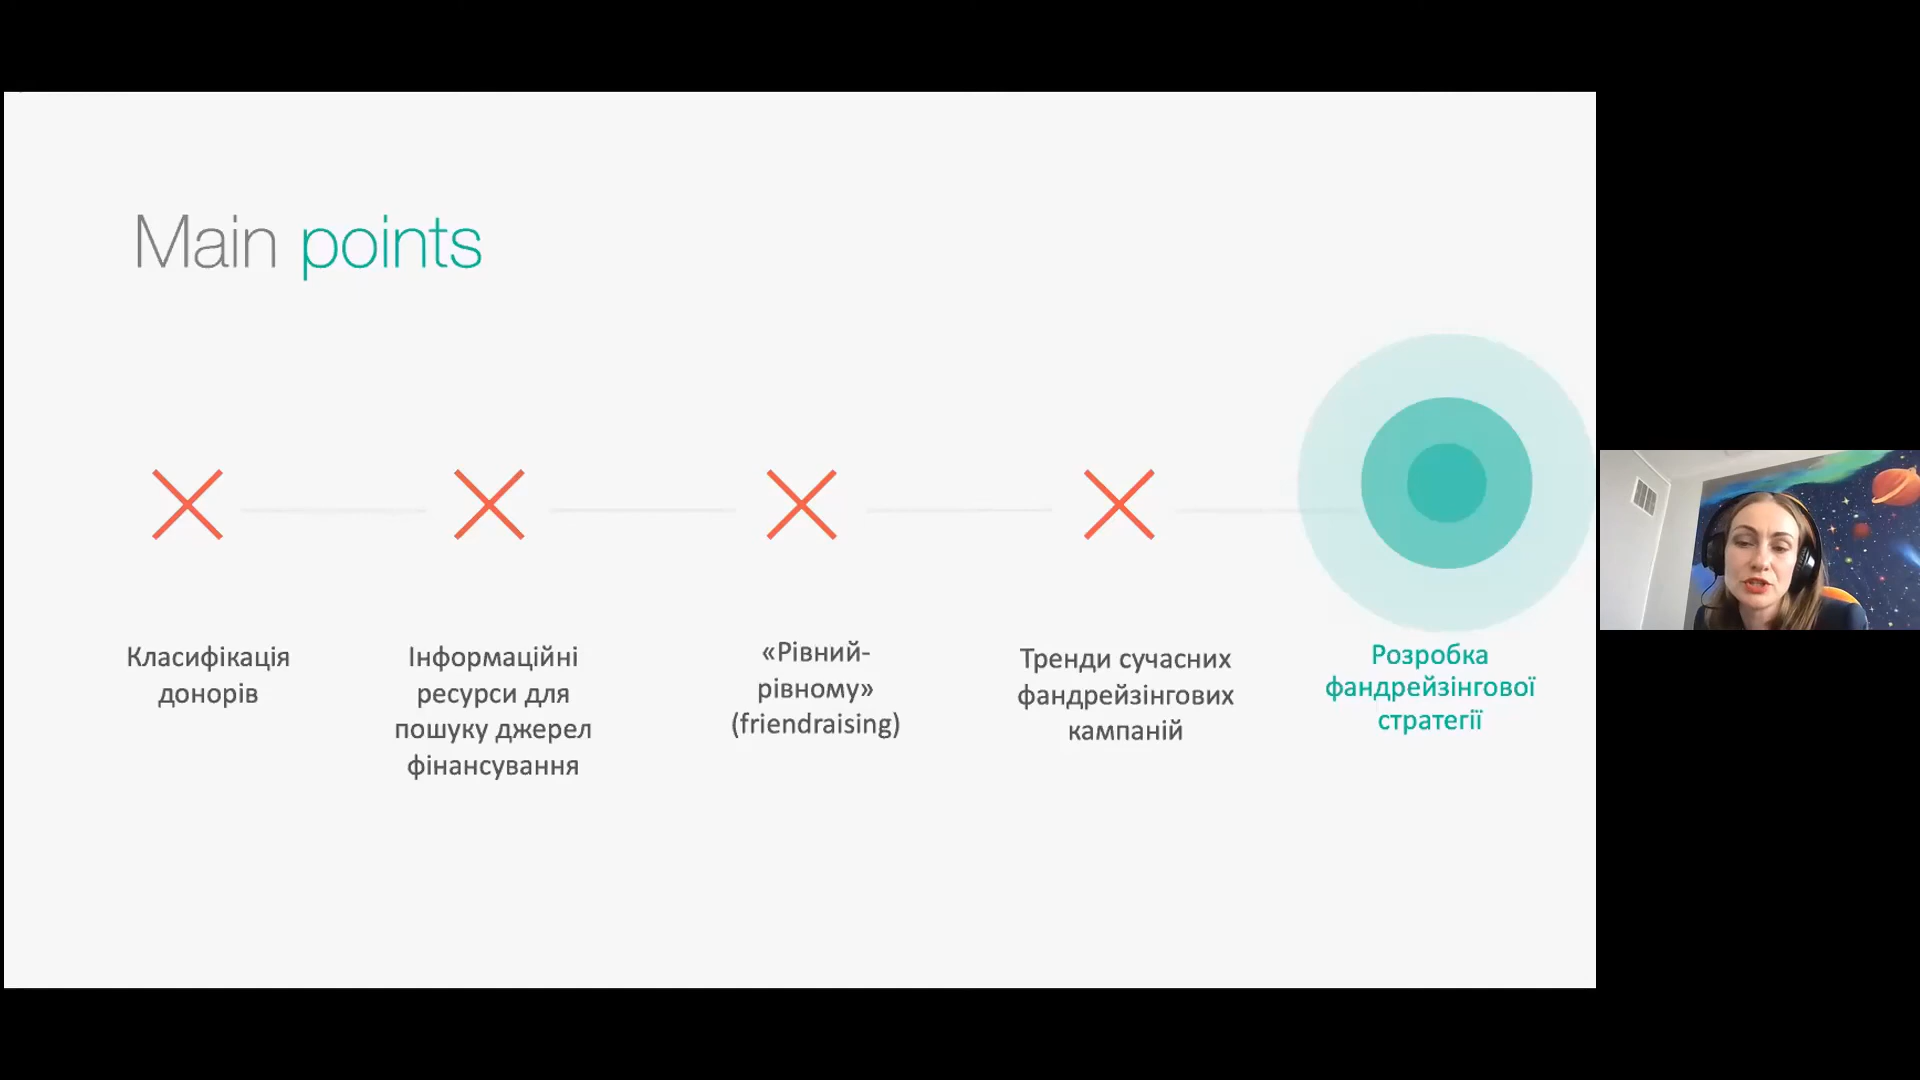 Main points
Класифікація
донорів
Інформаційні
ресурси для
пошуку джерел
фінансування
«Рівний-
рівному»
(friendraising)
Тренди сучасних
фандрейзінгових
кампаній
Розробка
фандрейзінгової
стратегії